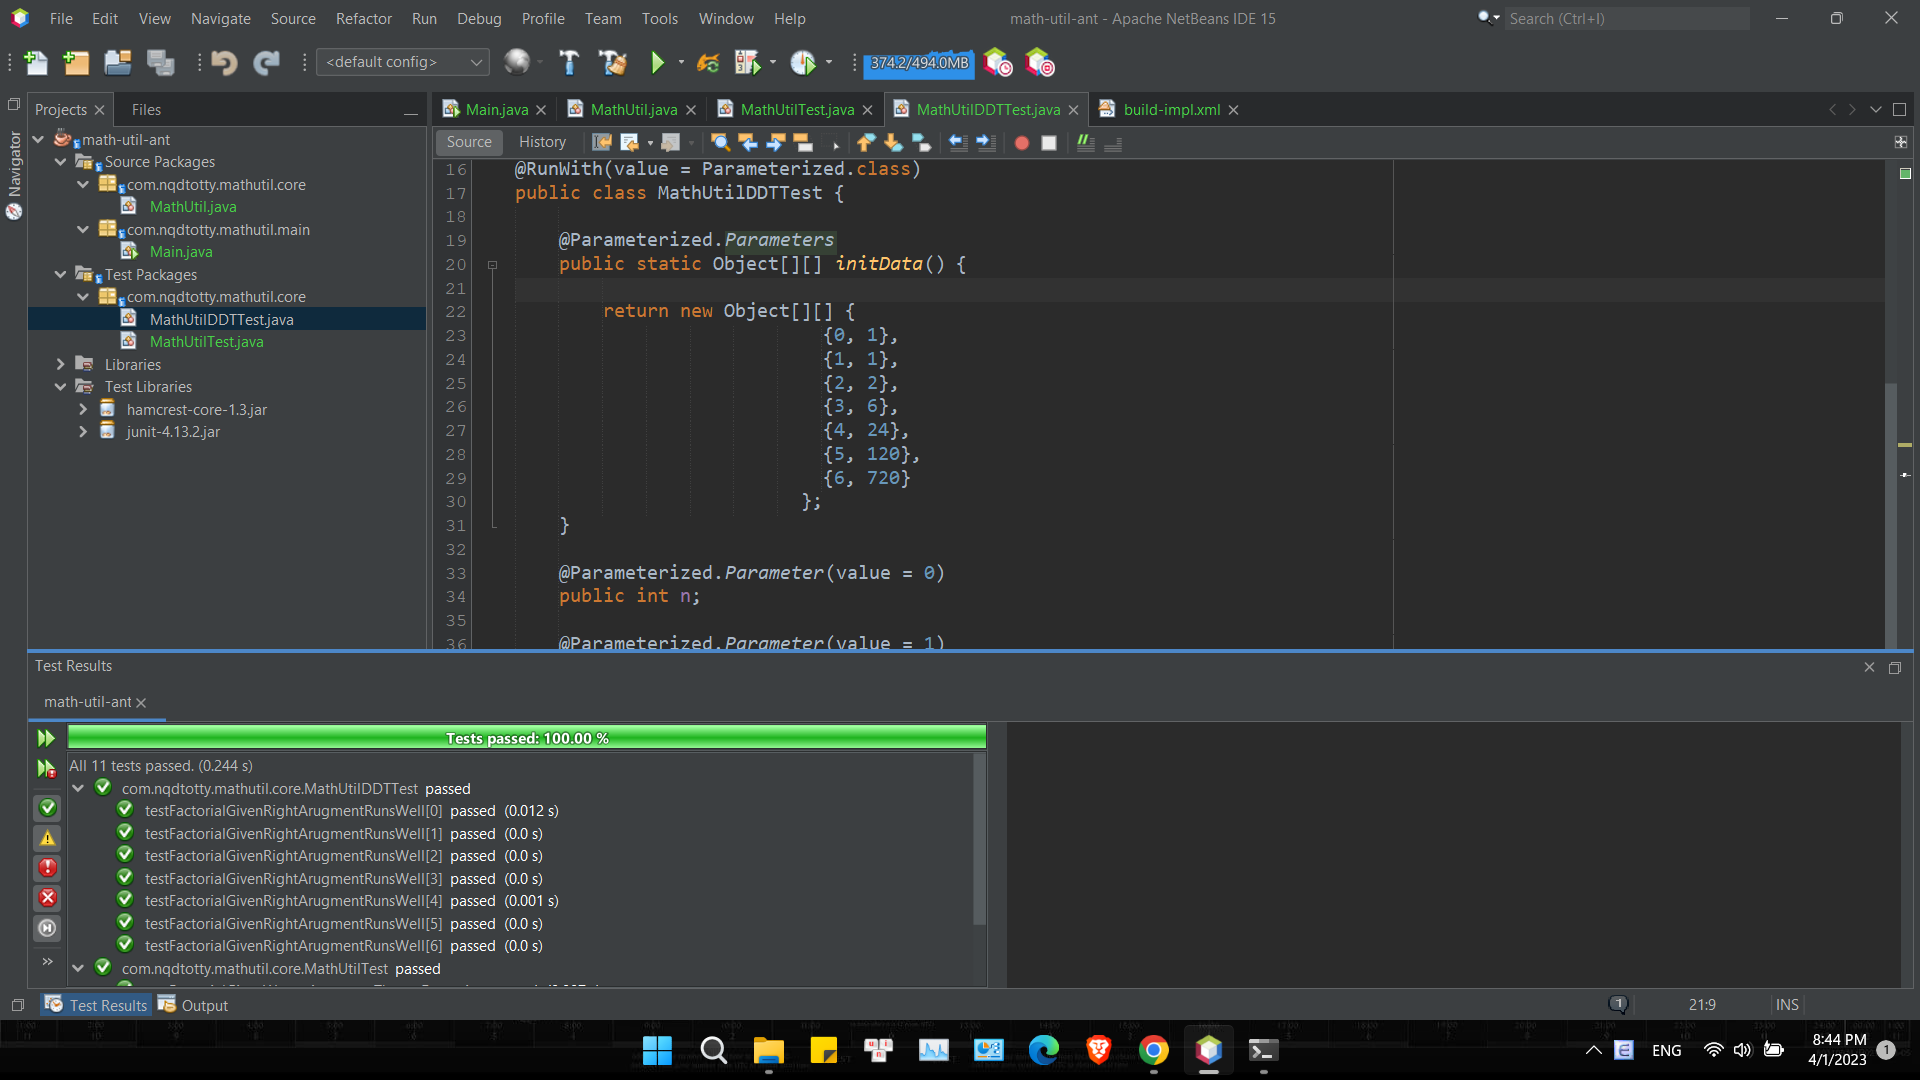 File Edit View Navigate Source Refactor Run Debug Profile Team Tools Window Help
math-util-ant - Apache NetBeans IDE 15
Search (Ctrl+I)
<default config>
374.2/494.0MB
Projects
Files
Main.java
MathUtil.java
MathUtilTest.java
MathUtilDDTTest.java
build-impl.xml
Navigator
Source
History
math-util-ant
Source Packages
com.nqdtotty.mathutil.core
MathUtil.java
com.nqdtotty.mathutil.main
Main.java
Test Packages
com.nqdtotty.mathutil.core
MathUtilDDTTest.java
MathUtilTest.java
Libraries
Test Libraries
hamcrest-core-1.3.jar
junit-4.13.2.jar
16 @RunWith(value = Parameterized.class)
17 public class MathUtilDDTTest {
18
19 @Parameterized.Parameters
20 public static Object[][] initData() {
21
22 return new Object[][] {
23 {0, 1},
24 {1, 1},
25 {2, 2},
26 {3, 6},
27 {4, 24},
28 {5, 120},
29 {6, 720}
30 };
31 }
32
33 @Parameterized.Parameter(value = 0)
34 public int n;
35
36 @Parameterized.Parameter(value = 1)
Test Results
math-util-ant
Tests passed: 100.00 %
All 11 tests passed. (0.244 s)
com.nqdtotty.mathutil.core.MathUtilDDTTest passed
testFactorialGivenRightArugmentRunsWell[0] passed (0.012 s)
testFactorialGivenRightArugmentRunsWell[1] passed (0.0 s)
testFactorialGivenRightArugmentRunsWell[2] passed (0.0 s)
testFactorialGivenRightArugmentRunsWell[3] passed (0.0 s)
testFactorialGivenRightArugmentRunsWell[4] passed (0.001 s)
testFactorialGivenRightArugmentRunsWell[5] passed (0.0 s)
testFactorialGivenRightArugmentRunsWell[6] passed (0.0 s)
com.nqdtotty.mathutil.core.MathUtilTest passed
Test Results
Output
1
21:9
INS
ENG
8:44 PM
4/1/2023
1